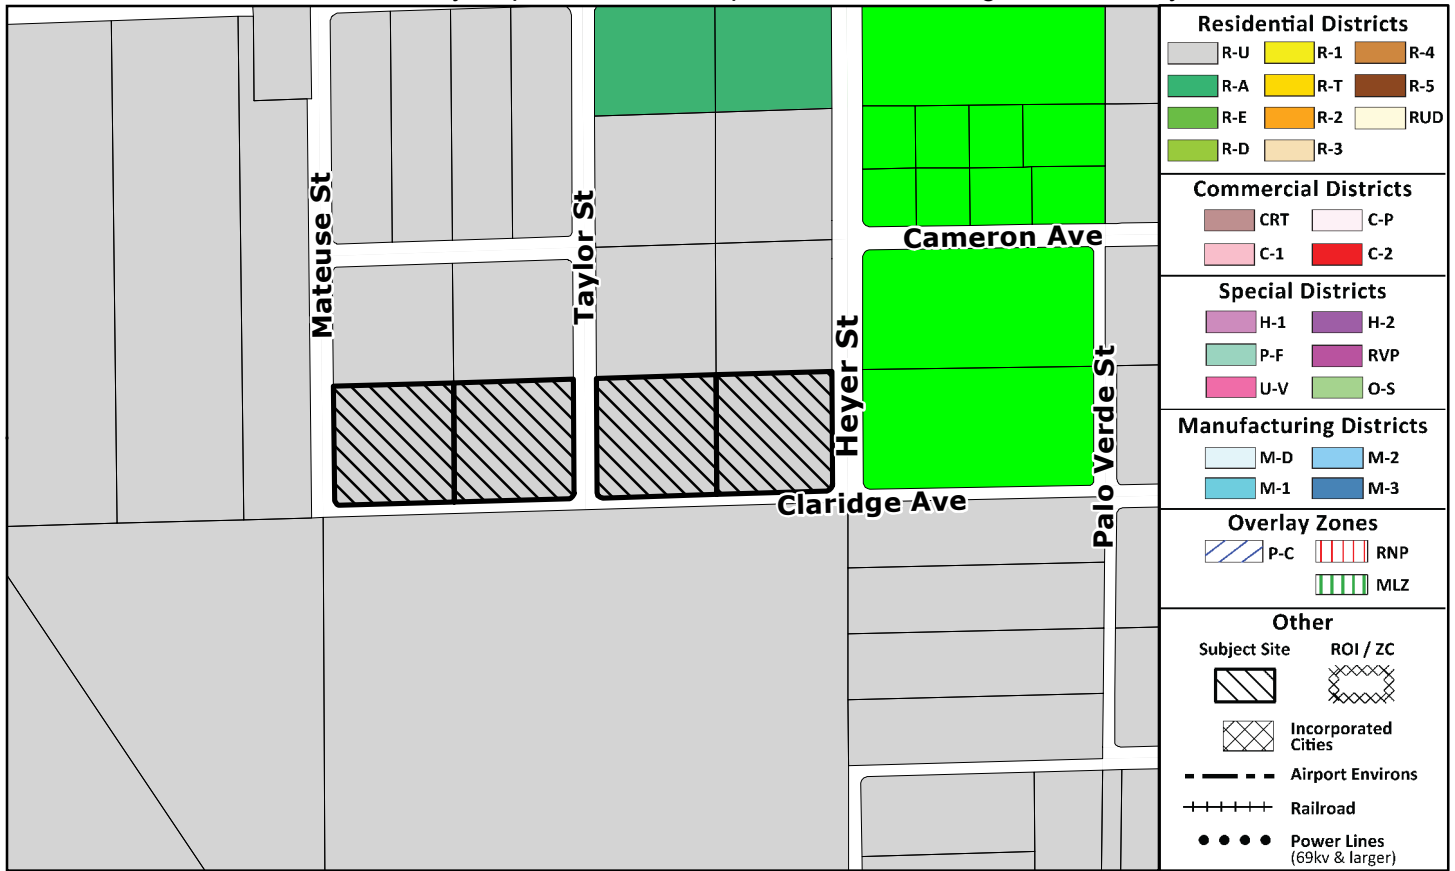 Mateuse St
Taylor St
Heyer St
Cameron Ave
Palo Verde St
Claridge Ave
Residential Districts
R-U R-1 R-4
R-A R-T R-5
R-E R-2 RUD
R-D R-3
Commercial Districts
CRT C-P
C-1 C-2
Special Districts
H-1 H-2
P-F RVP
U-V O-S
Manufacturing Districts
M-D M-2
M-1 M-3
Overlay Zones
P-C RNP
MLZ
Other
Subject Site ROI / ZC
Incorporated
Cities
Airport Environs
Railroad
Power Lines
(69kv & larger)